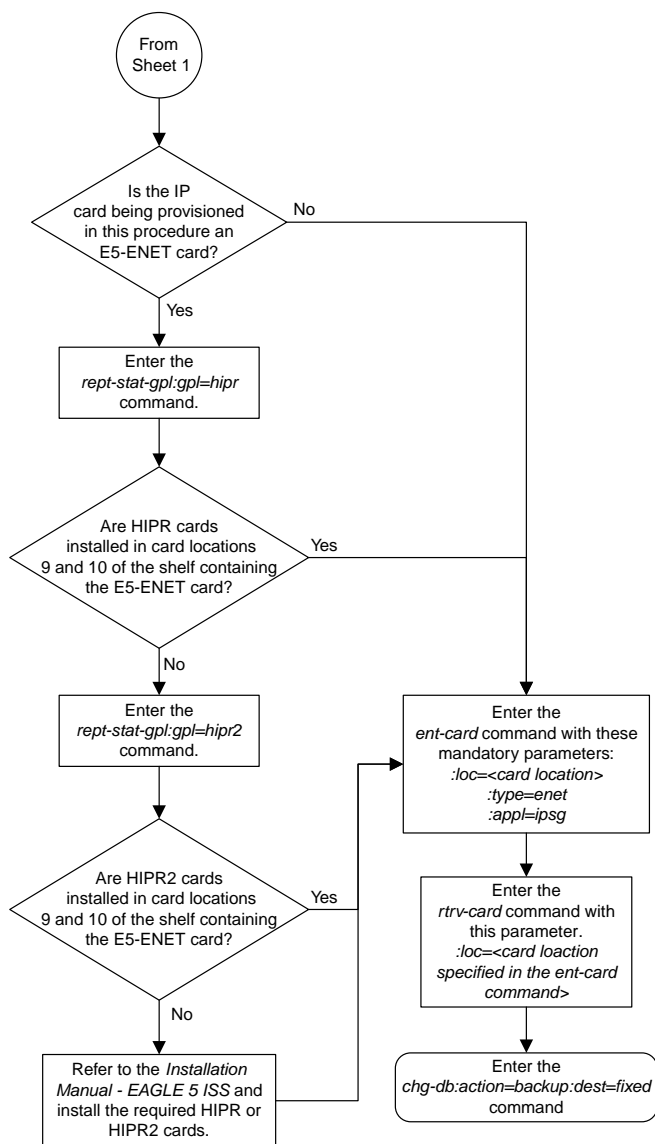 From
Sheet 1
Is the IP
card being provisioned
in this procedure an
E5-ENET card?
No
Yes
Enter the
rept-stat-gpl:gpl=hipr
command.
Are HIPR cards
installed in card locations
9 and 10 of the shelf containing
the E5-ENET card?
Yes
No
Enter the
rept-stat-gpl:gpl=hipr2
command.
Are HIPR2 cards
installed in card locations
9 and 10 of the shelf containing
the E5-ENET card?
Yes
No
Refer to the Installation
Manual - EAGLE 5 ISS and
install the required HIPR or
HIPR2 cards.
Enter the
ent-card command with these
mandatory parameters:
:loc=<card location>
:type=enet
:appl=ipsg
Enter the
rtrv-card command with
this parameter.
:loc=<card loaction
specified in the ent-card
command>
Enter the
chg-db:action=backup:dest=fixed
command